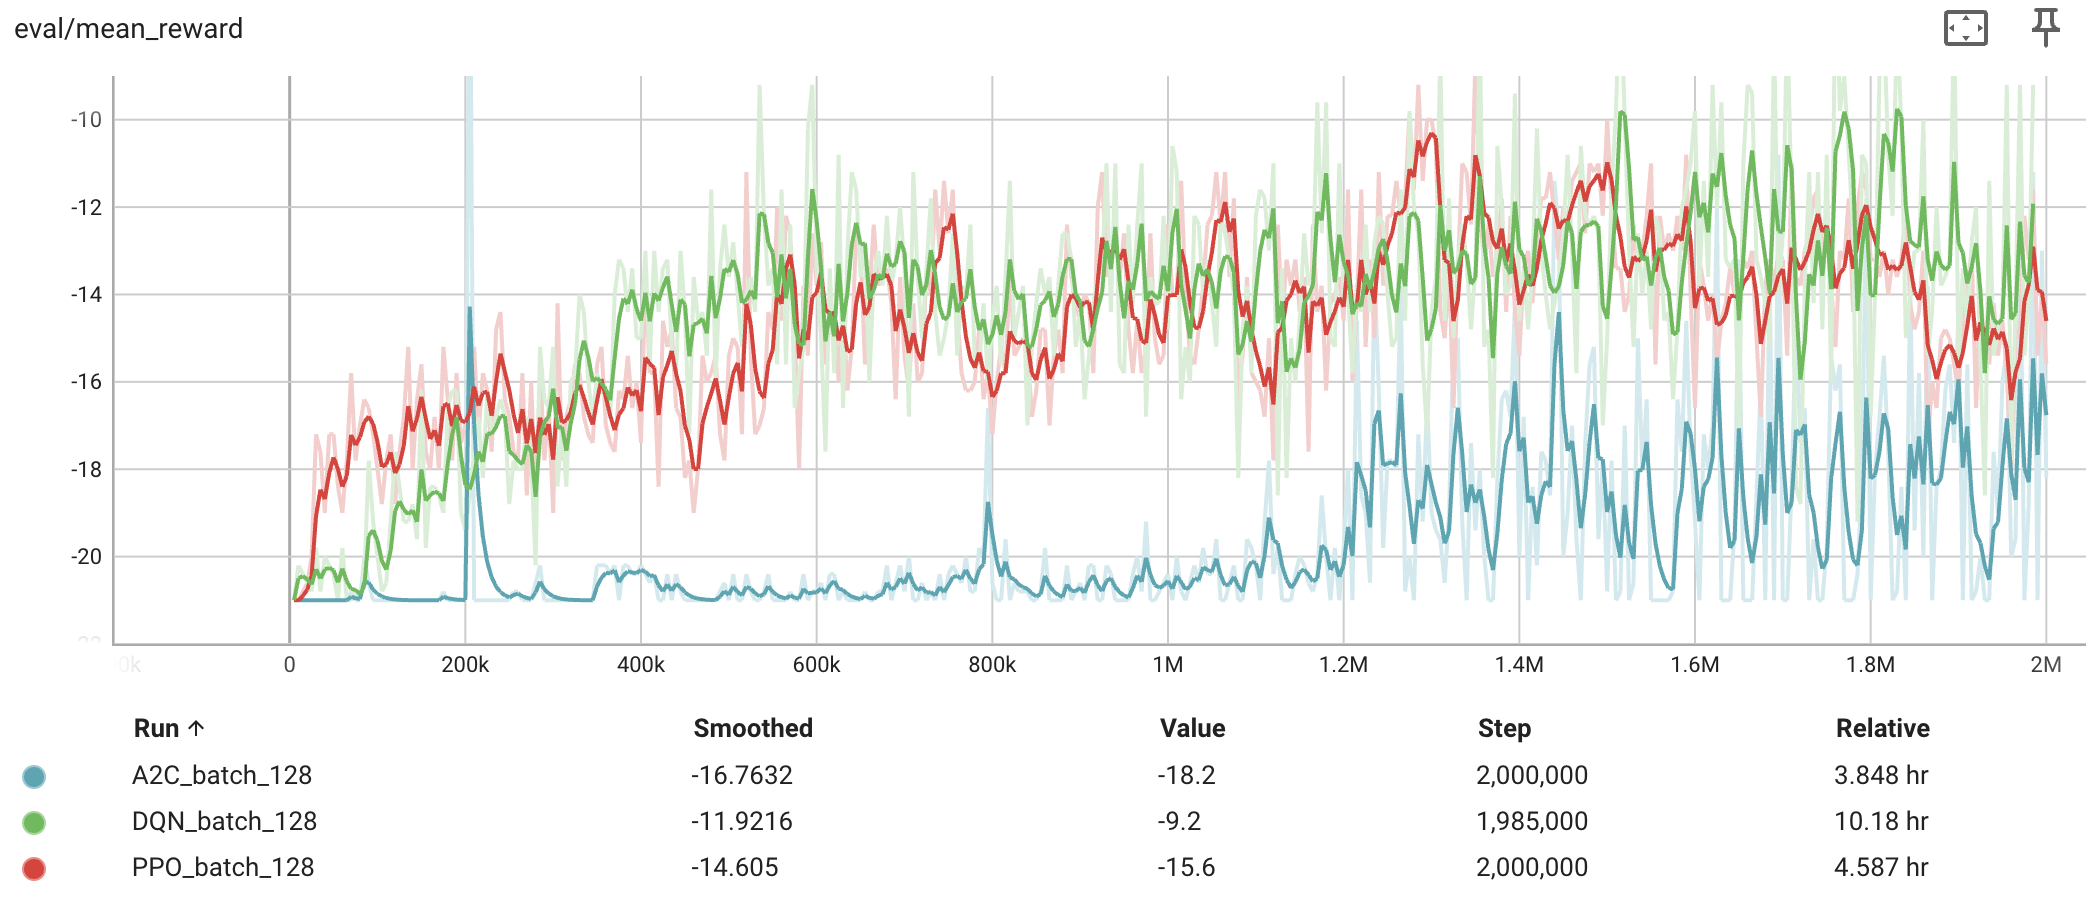 eval/mean_reward
-10
-12
-14
-16
-18
-20
0 200k 400k 600k 800k 1M 1.2M 1.4M 1.6M 1.8M 2M
Run ↑ Smoothed Value Step Relative
A2C_batch_128 -16.7632 -18.2 2,000,000 3.848 hr
DQN_batch_128 -11.9216 -9.2 1,985,000 10.18 hr
PPO_batch_128 -14.605 -15.6 2,000,000 4.587 hr